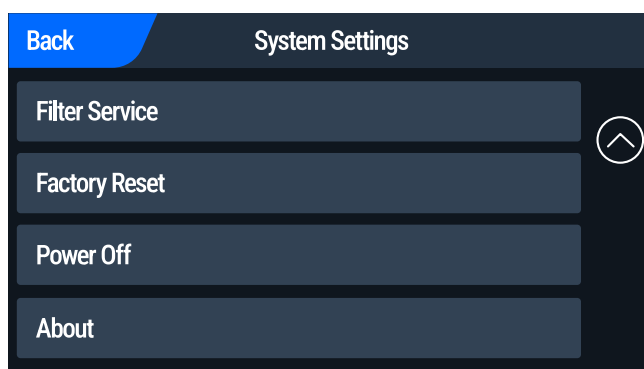 Back
System Settings
Filter Service
Factory Reset
Power Off
About